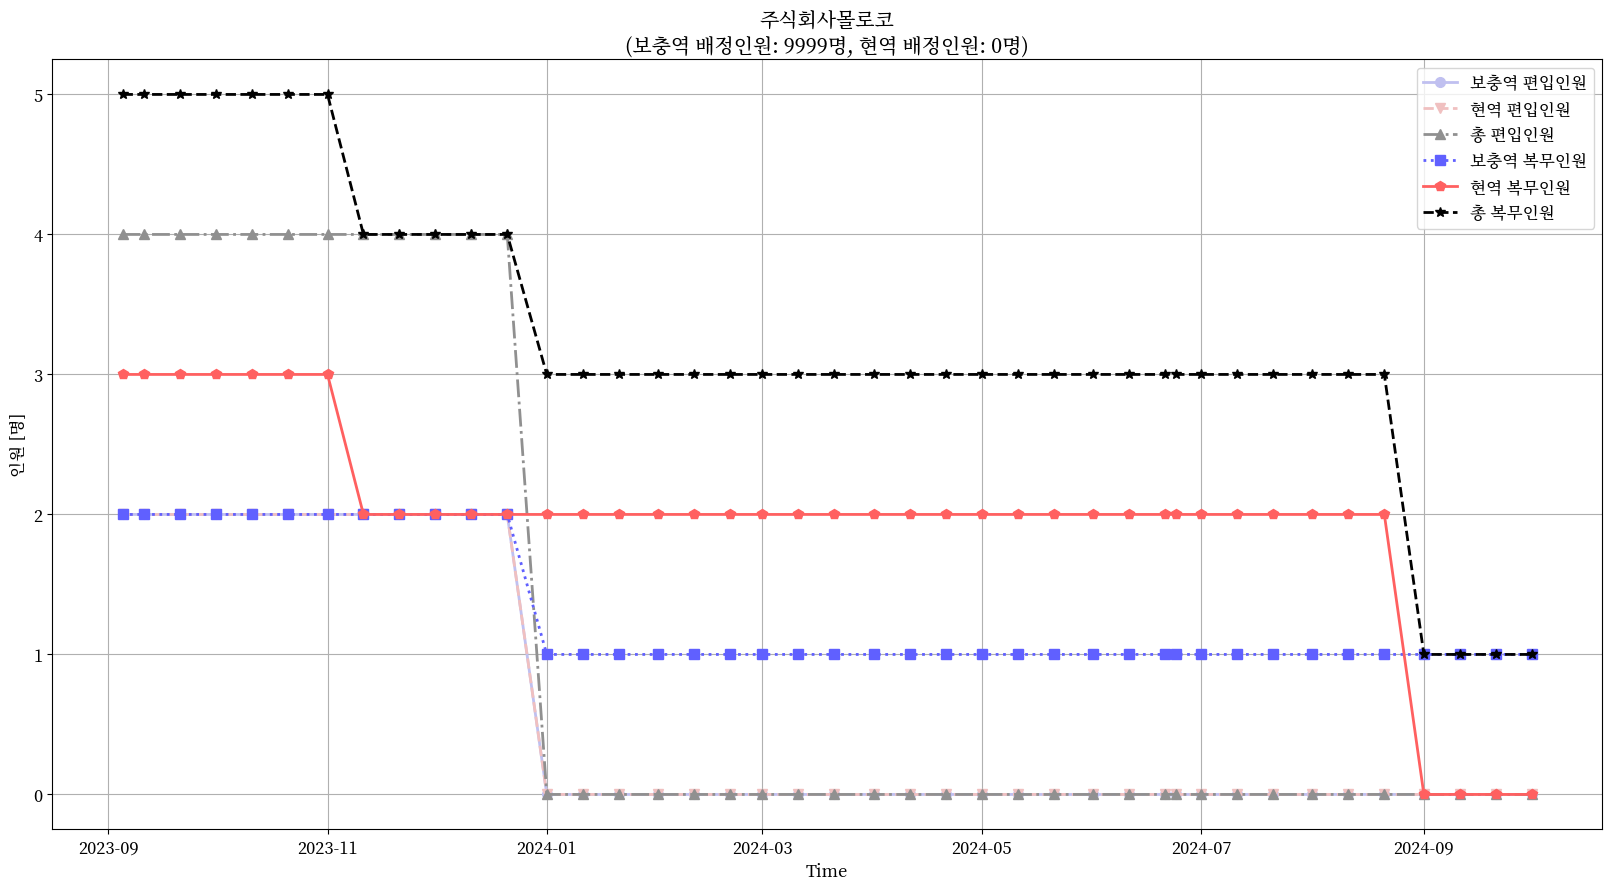 주식회사몰로코
(보충역 배정인원: 9999명, 현역 배정인원: 0명)
보충역 편입인원
현역 편입인원
총 편입인원
보충역 복무인원
현역 복무인원
총 복무인원
인원 [명]
5
4
3
2
1
0
2023-09
2023-11
2024-01
2024-03
2024-05
2024-07
2024-09
Time